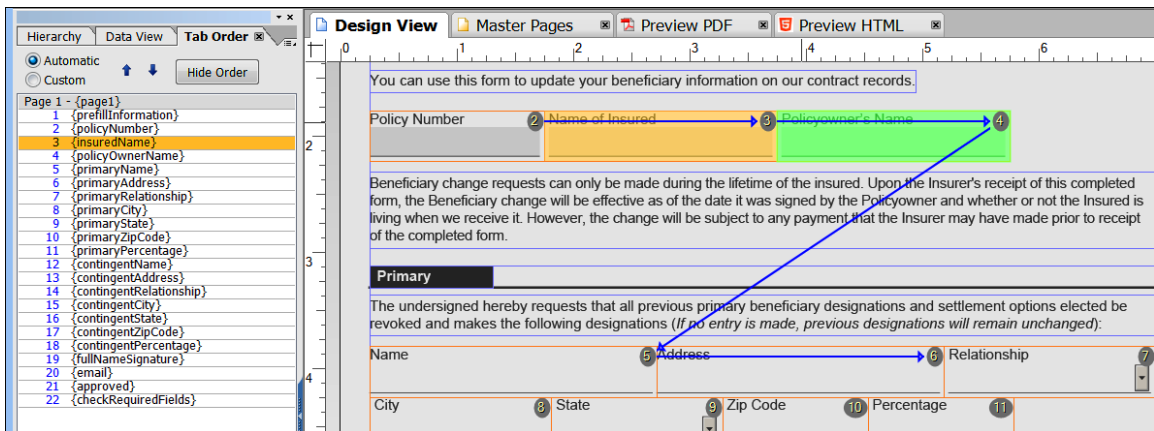 Hierarchy Data View Tab Order
Automatic
Custom
Hide Order
Page 1 - {page1}
1 {prefillInformation}
2 {policyNumber}
3 {insuredName}
4 {policyOwnerName}
5 {primaryName}
6 {primaryAddress}
7 {primaryRelationship}
8 {primaryCity}
9 {primaryState}
10 {primaryZipCode}
11 {primaryPercentage}
12 {contingentName}
13 {contingentAddress}
14 {contingentRelationship}
15 {contingentCity}
16 {contingentState}
17 {contingentZipCode}
18 {contingentPercentage}
19 {fullNameSignature}
20 {email}
21 {approved}
22 {checkRequiredFields}
Design View Master Pages Preview PDF Preview HTML
0 1 2 3 4 5 6
You can use this form to update your beneficiary information on our contract records.
Policy Number 2 Name of Insured 3 Policyowner's Name 4
2
Beneficiary change requests can only be made during the lifetime of the insured. Upon the Insurer's receipt of this completed
form, the Beneficiary change will be effective as of the date it was signed by the Policyowner and whether or not the Insured is
living when we receive it. However, the change will be subject to any payment that the Insurer may have made prior to receipt
of the completed form.
3
Primary
The undersigned hereby requests that all previous primary beneficiary designations and settlement options elected be
revoked and makes the following designations (If no entry is made, previous designations will remain unchanged):
Name 5 Address 6 Relationship 7
4
City 8 State 9 Zip Code 10 Percentage 11